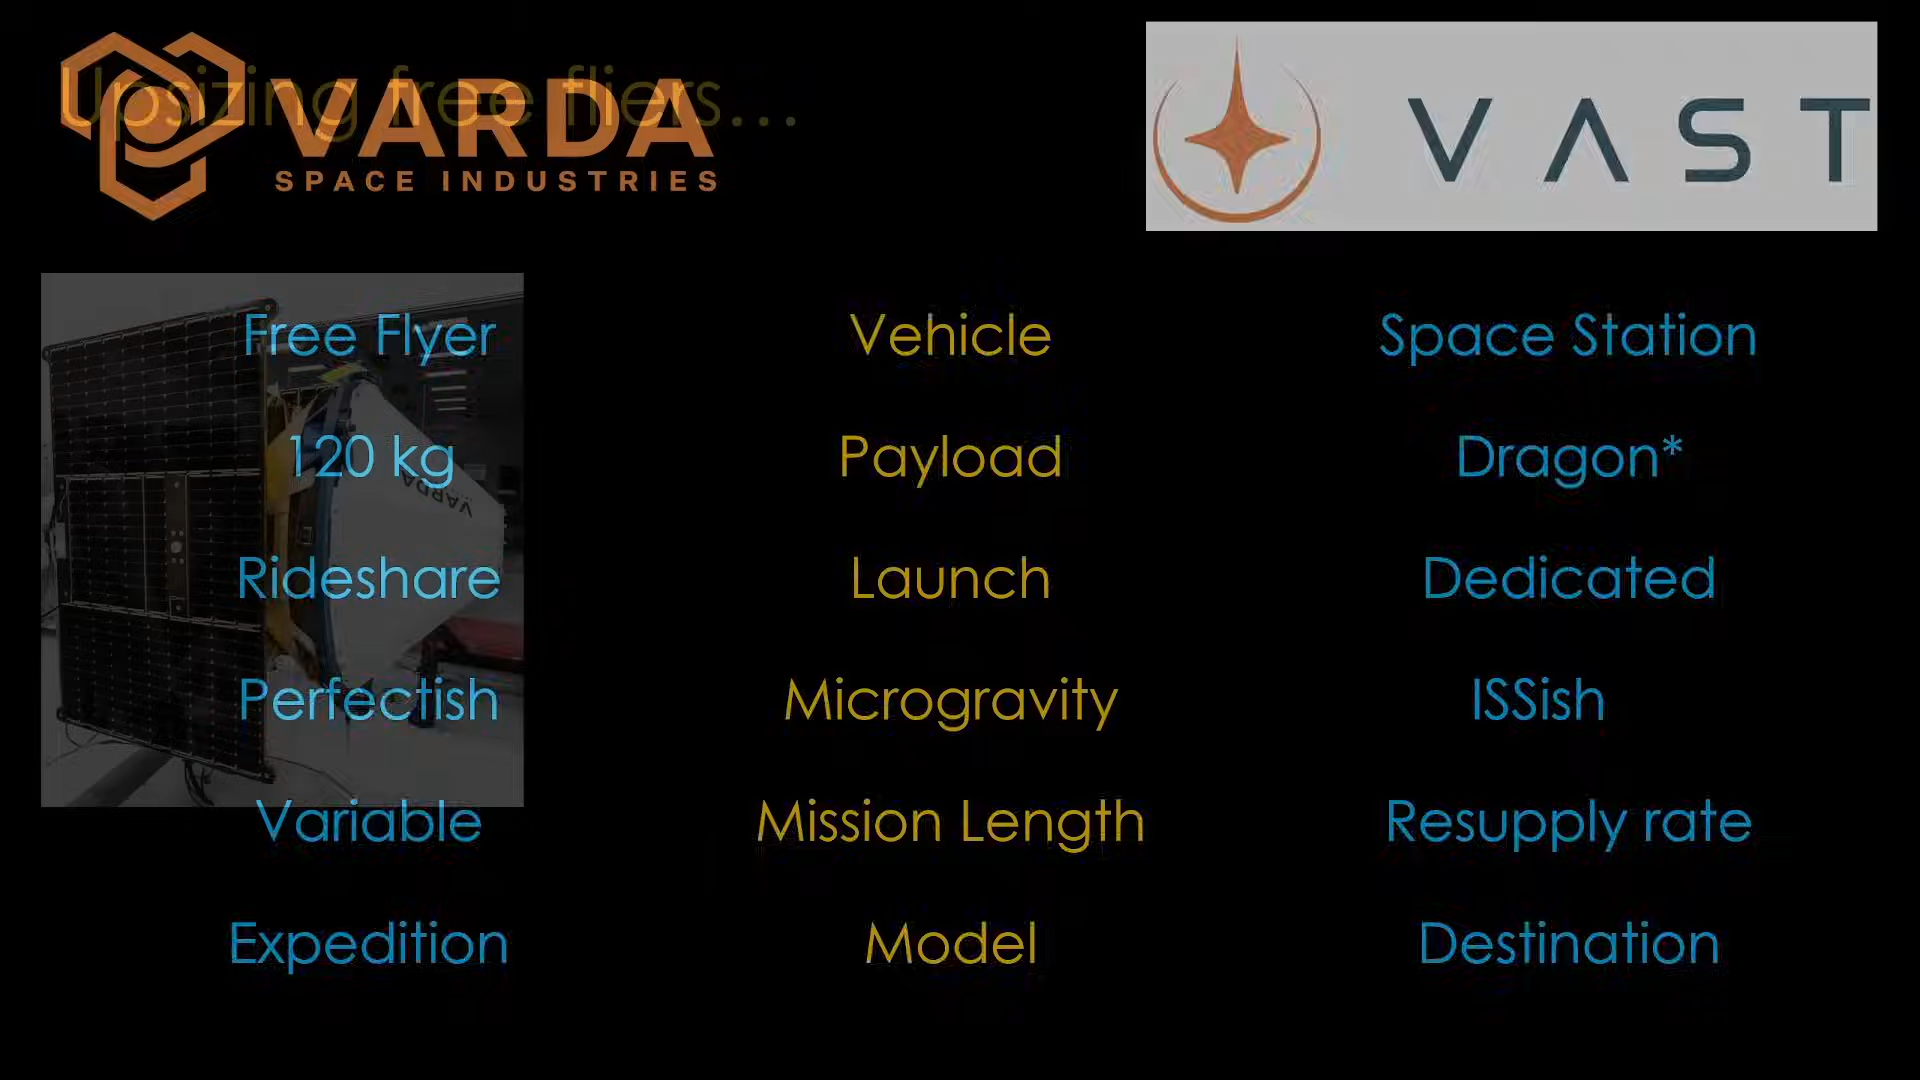 Upsizing free fliers...
VARDA
SPACE INDUSTRIES
VAST
Free Flyer Vehicle Space Station
120 kg Payload Dragon*
VARDA
Rideshare Launch Dedicated
Perfectish Microgravity ISSish
Variable Mission Length Resupply rate
Expedition Model Destination